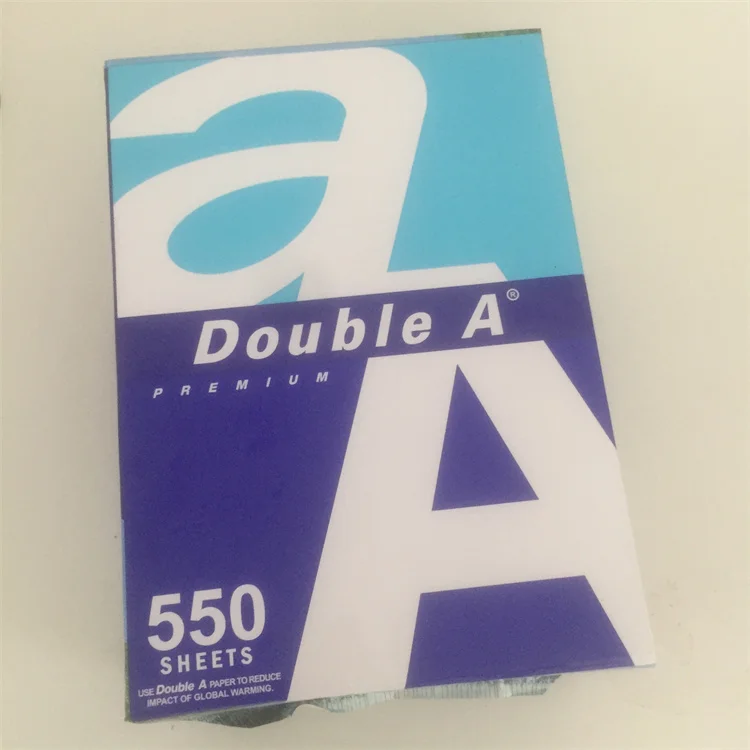 a
Double A®
PREMIUM
A
550
SHEETS
USE Double A PAPER TO REDUCE
IMPACT OF GLOBAL WARMING.